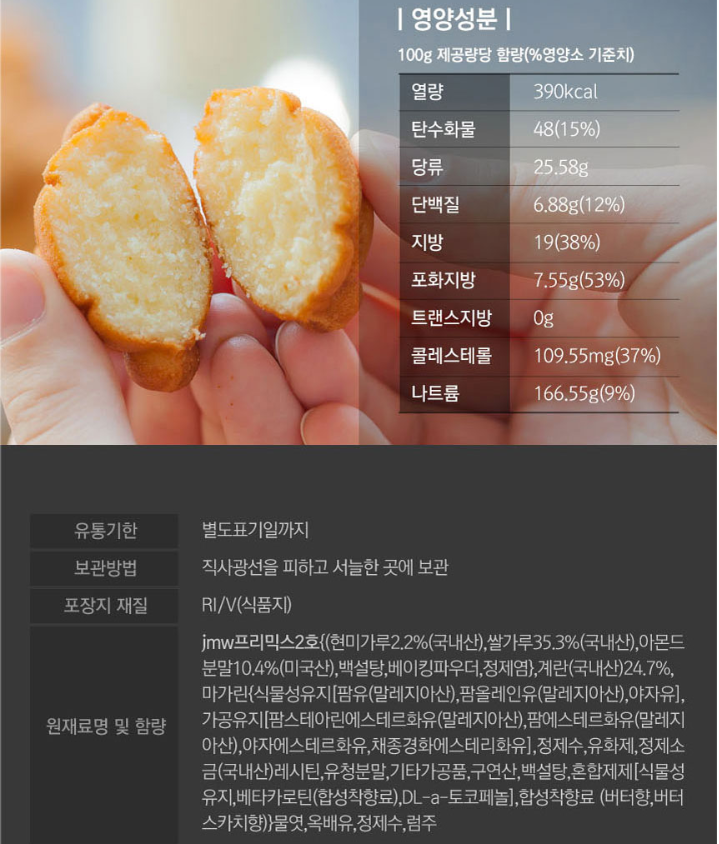 | 영양성분 |
100g 제공량당 함량(%영양소 기준치)
열량 390kcal
탄수화물 48(15%)
당류 25.58g
단백질 6.88g(12%)
지방 19(38%)
포화지방 7.55g(53%)
트랜스지방 0g
콜레스테롤 109.55mg(37%)
나트륨 166.55g(9%)
유통기한 별도표기일까지
보관방법 직사광선을 피하고 서늘한 곳에 보관
포장지 재질 RI/V(식품지)
원재료명 및 함량
jmw프리믹스2호{(현미가루2.2%(국내산),쌀가루35.3%(국내산),아몬드
분말10.4%(미국산),백설탕,베이킹파우더,정제염},계란(국내산)24.7%,
마가린(식물성유지[팜유(말레지아산),팜올레인유(말레지아산),야자유],
가공유지[팜스테아린에스테르화유(말레지아산),팜에스테르화유(말레지
아산),야자에스테르화유,채종경화에스테리화유],정제수,유화제,정제소
금(국내산)레시틴,유청분말,기타가공품,구연산,백설탕,혼합제제[식물성
유지,베타카로틴(합성착향료),DL-a-토코페놀],합성착향료 (버터향,버터
스카치향)}물엿,옥배유,정제수,럼주